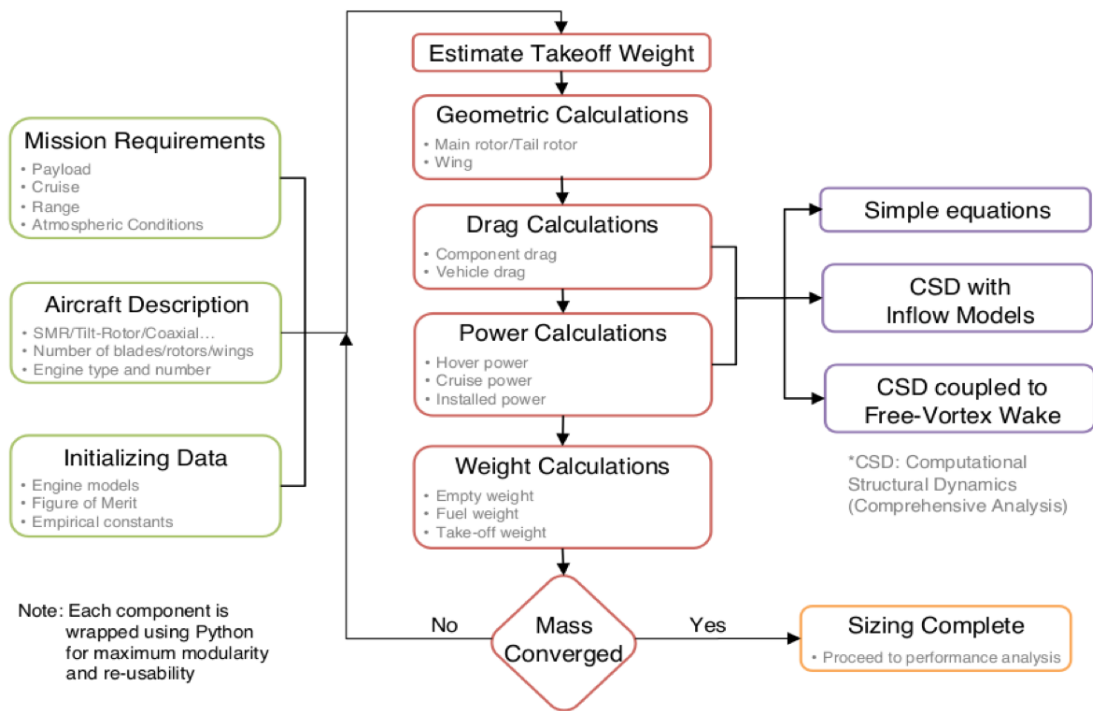 Estimate Takeoff Weight
Geometric Calculations
• Main rotor/Tail rotor
• Wing
Mission Requirements
• Payload
• Cruise
• Range
• Atmospheric Conditions
Drag Calculations
• Component drag
• Vehicle drag
Simple equations
Aircraft Description
• SMR/Tilt-Rotor/Coaxial...
• Number of blades/rotors/wings
• Engine type and number
CSD with
Inflow Models
Power Calculations
• Hover power
• Cruise power
• Installed power
CSD coupled to
Free-Vortex Wake
Initializing Data
• Engine models
• Figure of Merit
• Empirical constants
Weight Calculations
• Empty weight
• Fuel weight
• Take-off weight
*CSD: Computational
Structural Dynamics
(Comprehensive Analysis)
Note: Each component is
wrapped using Python
for maximum modularity
and re-usability
No
Mass
Converged
Yes
Sizing Complete
• Proceed to performance analysis